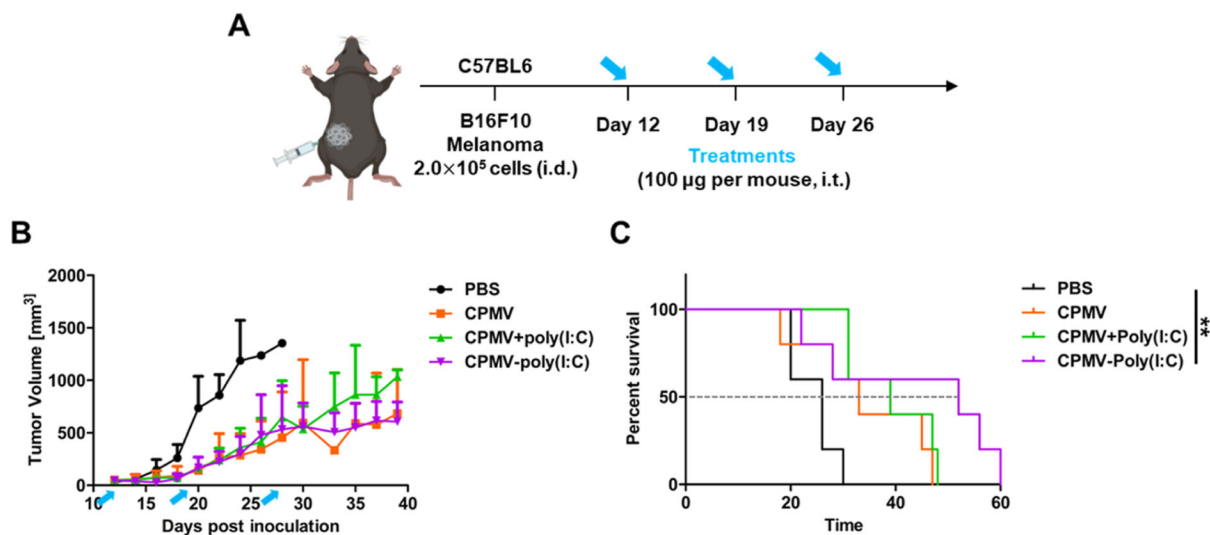 A
C57BL6
B16F10
Melanoma
2.0×10⁵ cells (i.d.)
Day 12
Day 19
Day 26
Treatments
(100 µg per mouse, i.t.)
B
Tumor Volume [mm³]
2000
1500
1000
500
0
10
15
20
25
30
35
40
Days post inoculation
PBS
CPMV
CPMV+poly(I:C)
CPMV-poly(I:C)
C
Percent survival
100
50
0
0
20
40
60
Time
PBS
CPMV
CPMV+Poly(I:C)
CPMV-Poly(I:C)
**